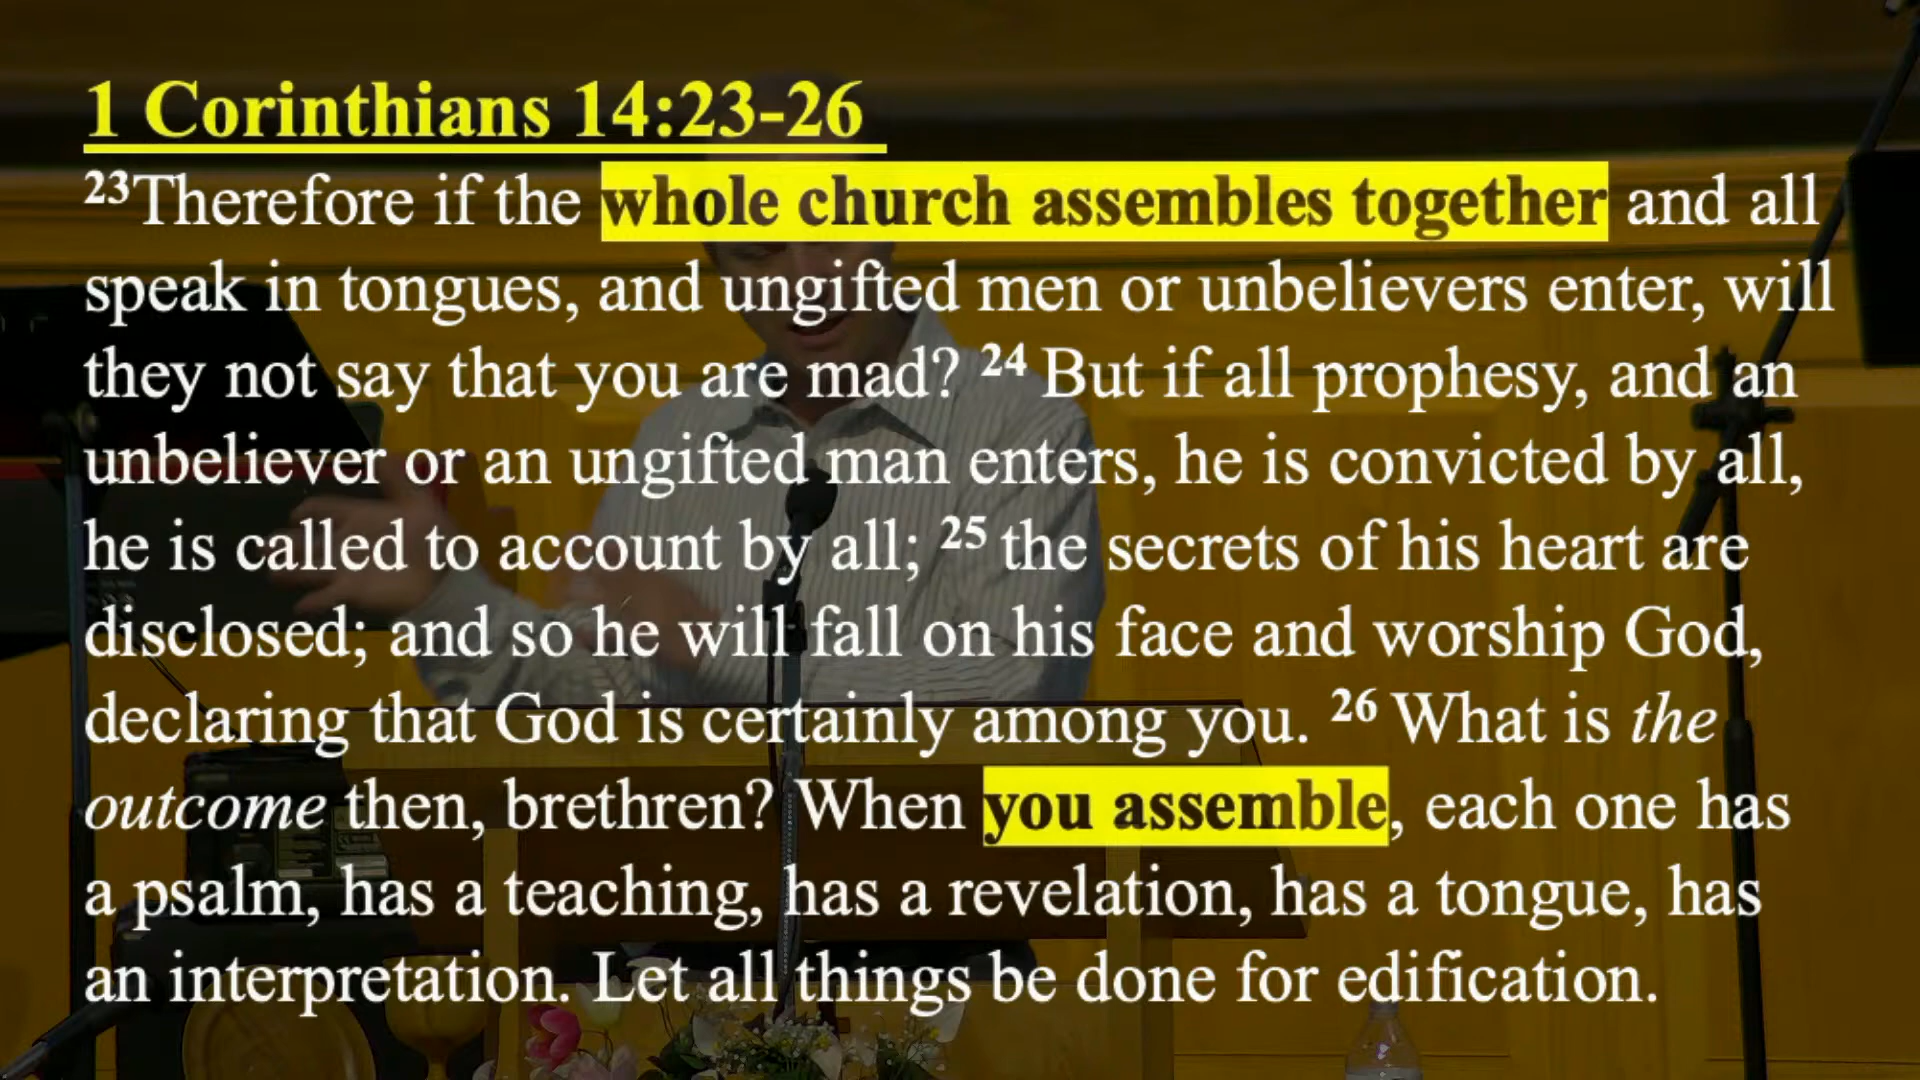 1 Corinthians 14:23-26
23Therefore if the whole church assembles together and all
speak in tongues, and ungifted men or unbelievers enter, will
they not say that you are mad? 24 But if all prophesy, and an
unbeliever or an ungifted man enters, he is convicted by all,
he is called to account by all; 25 the secrets of his heart are
disclosed; and so he will fall on his face and worship God,
declaring that God is certainly among you. 26 What is the
outcome then, brethren? When you assemble, each one has
a psalm, has a teaching, has a revelation, has a tongue, has
an interpretation. Let all things be done for edification.